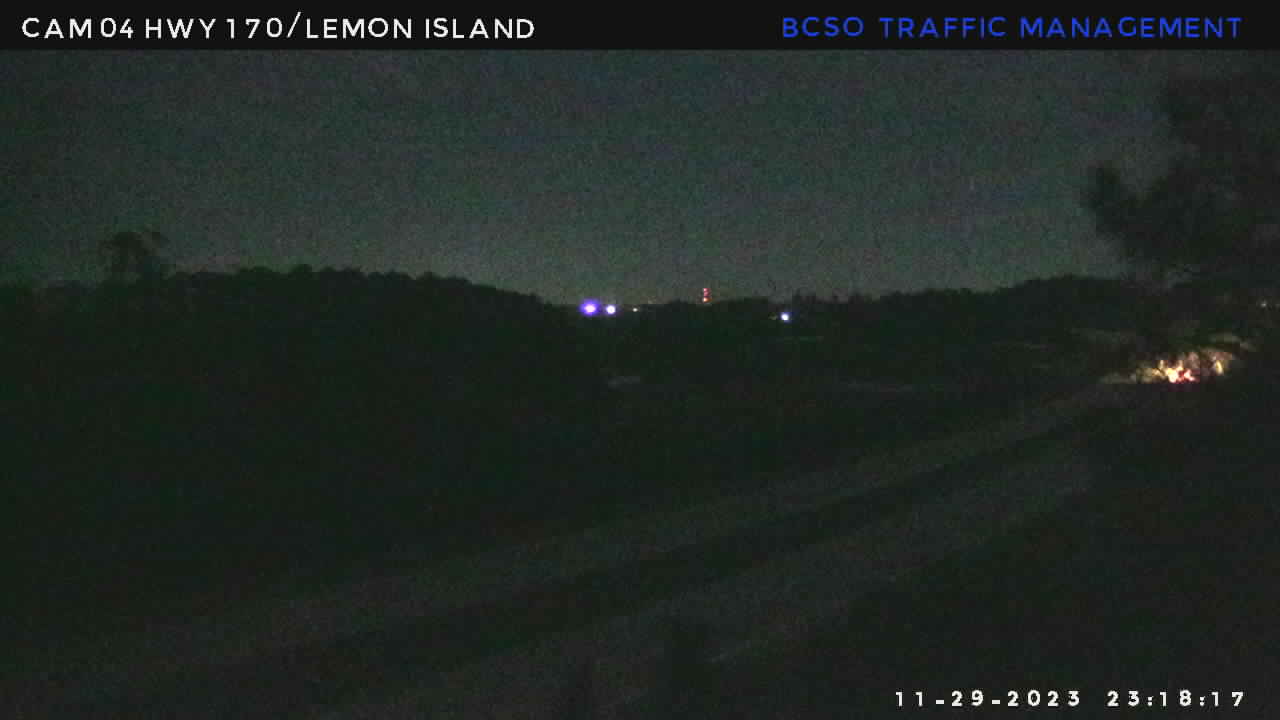 CAM04 HWY 170/LEMON ISLAND
BCSO TRAFFIC MANAGEMENT
11-29-2023 23:18:17